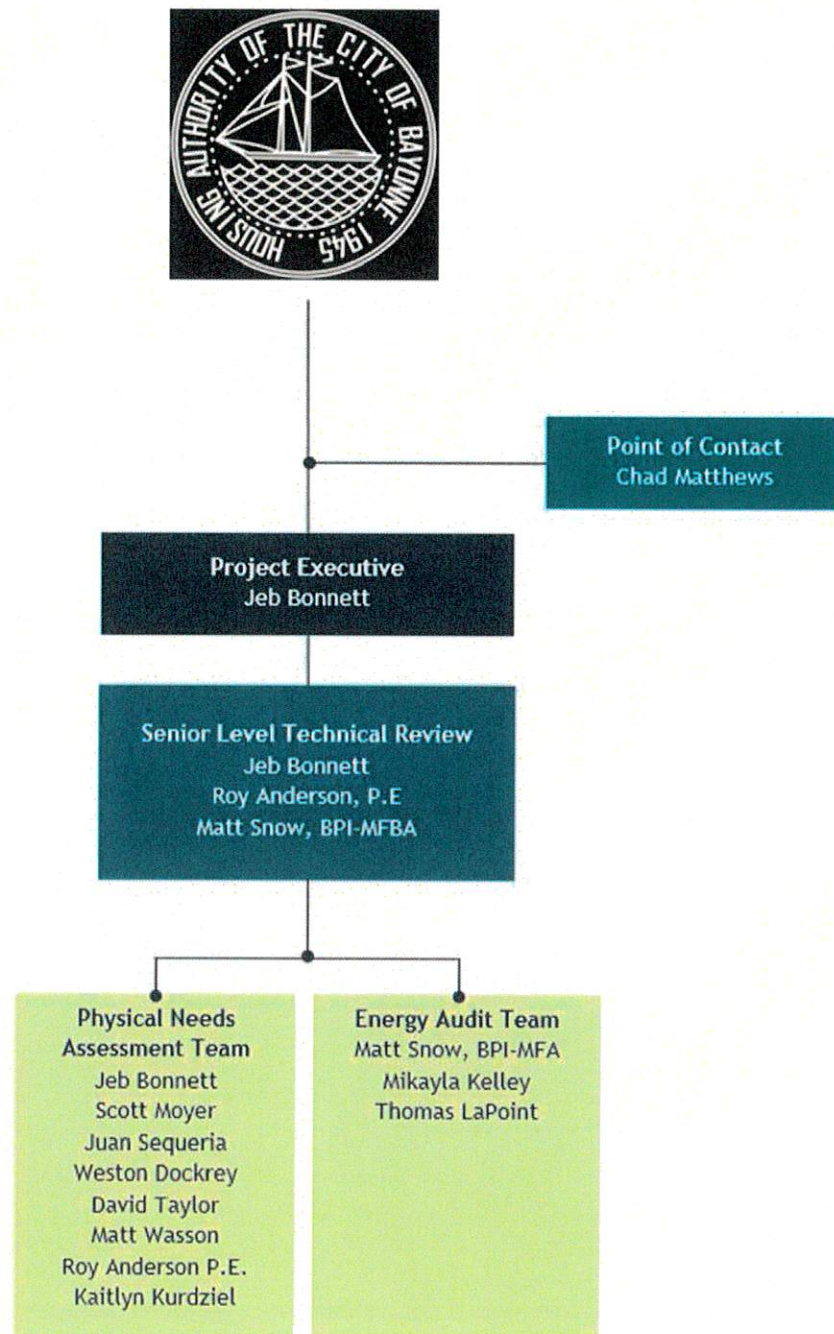 HOUSING AUTHORITY OF THE CITY OF BAYONNE 1945
Point of Contact
Chad Matthews
Project Executive
Jeb Bonnett
Senior Level Technical Review
Jeb Bonnett
Roy Anderson, P.E
Matt Snow, BPI-MFBA
Physical Needs
Assessment Team
Jeb Bonnett
Scott Moyer
Juan Sequeria
Weston Dockrey
David Taylor
Matt Wasson
Roy Anderson P.E.
Kaitlyn Kurdziel
Energy Audit Team
Matt Snow, BPI-MFA
Mikayla Kelley
Thomas LaPoint